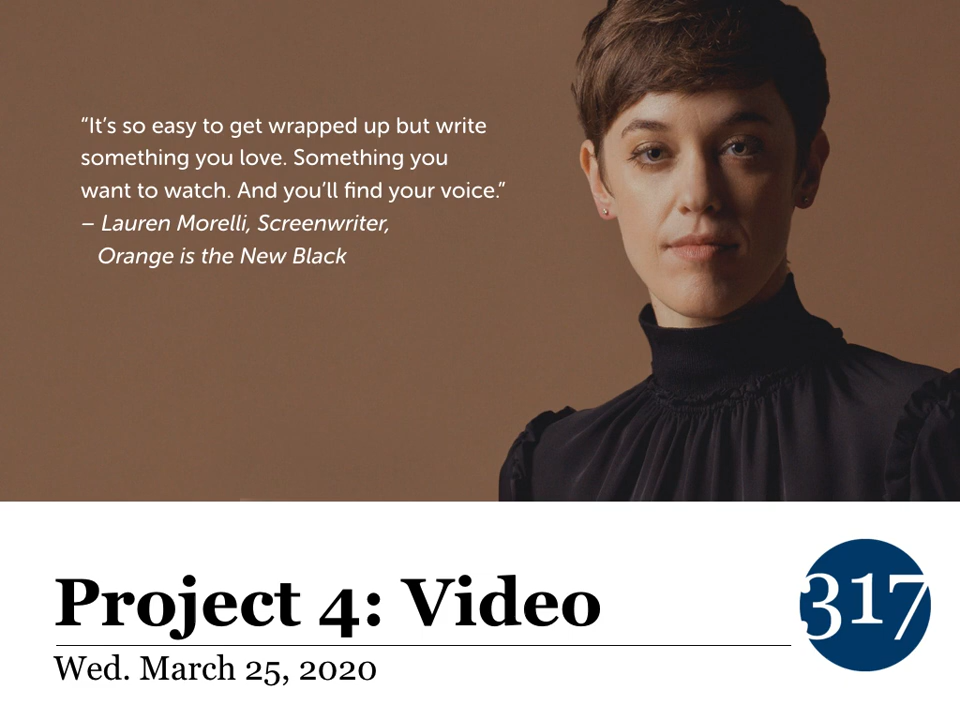 “It’s so easy to get wrapped up but write
something you love. Something you
want to watch. And you’ll find your voice.”
– Lauren Morelli, Screenwriter,
Orange is the New Black
Project 4: Video
317
Wed. March 25, 2020